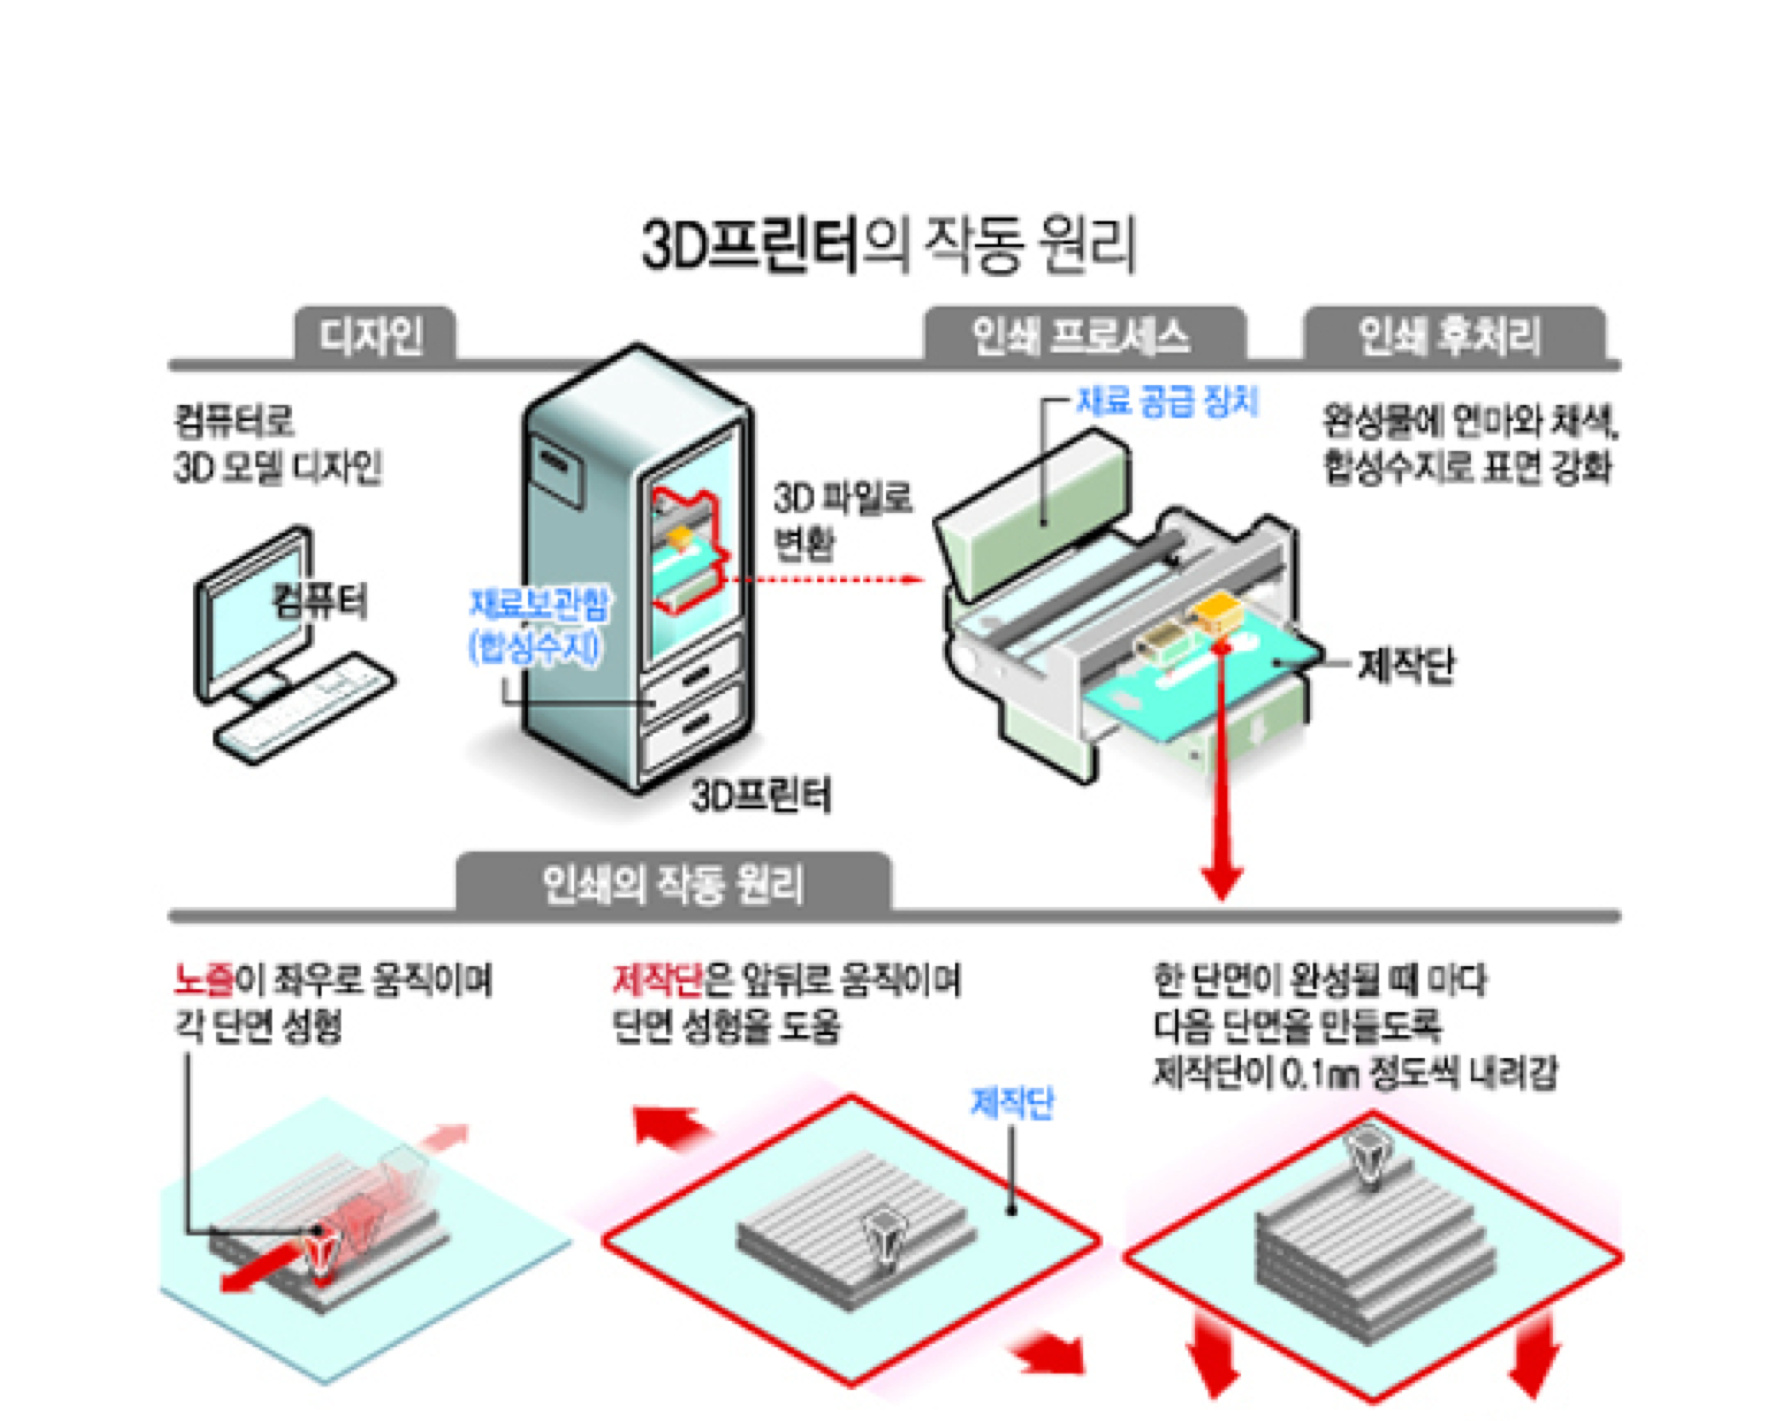 3D프린터의 작동 원리
디자인
인쇄 프로세스
인쇄 후처리
컴퓨터로
3D 모델 디자인
컴퓨터
재료보관함
(합성수지)
3D프린터
3D 파일로
변환
재료 공급 장치
제작단
완성물에 연마와 채색,
합성수지로 표면 강화
인쇄의 작동 원리
노즐이 좌우로 움직이며
각 단면 성형
제작단은 앞뒤로 움직이며
단면 성형을 도움
제작단
한 단면이 완성될 때 마다
다음 단면을 만들도록
제작단이 0.1㎜ 정도씩 내려감